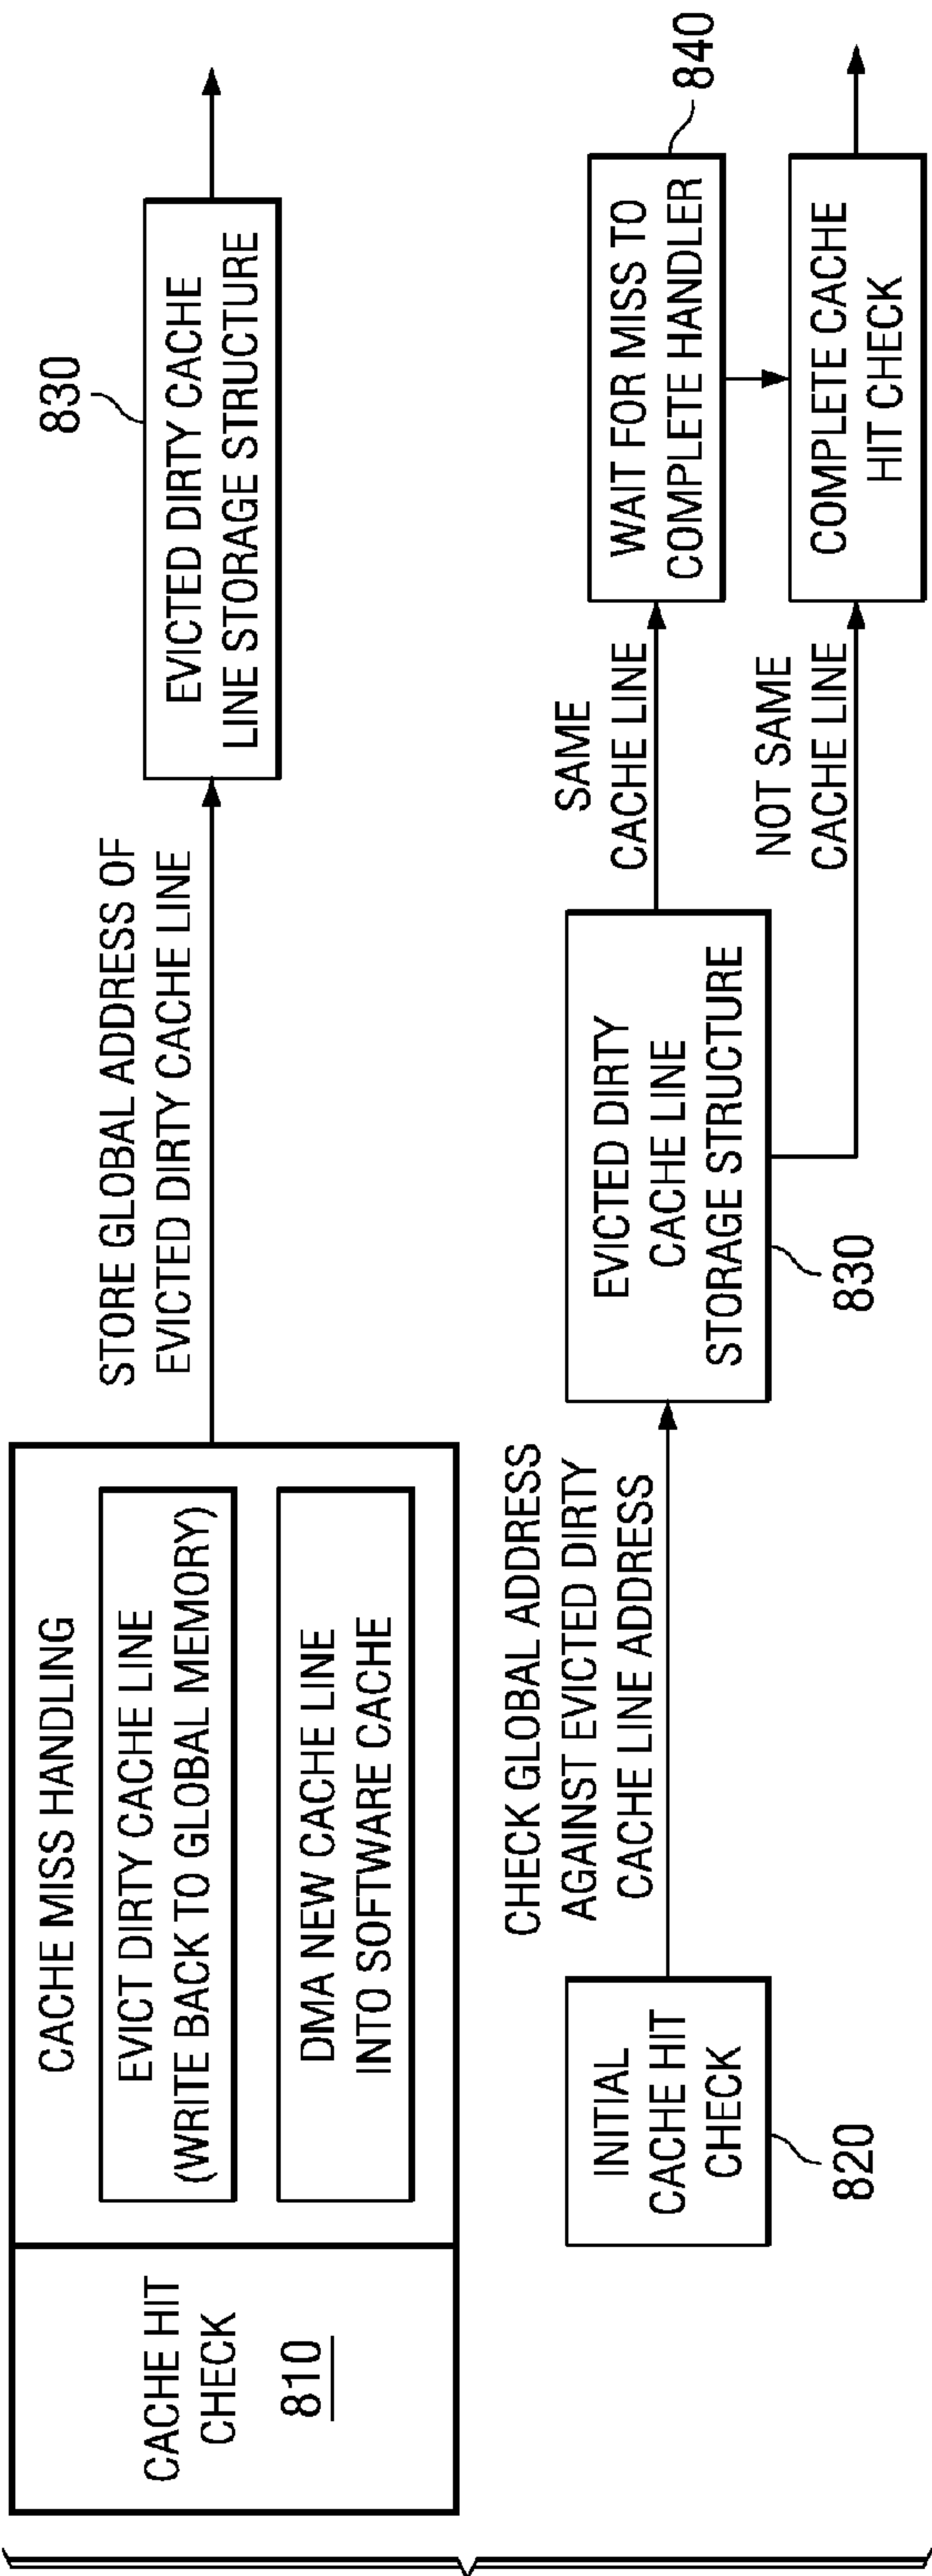 CACHE HIT
CHECK
810
CACHE MISS HANDLING
EVICT DIRTY CACHE LINE
(WRITE BACK TO GLOBAL MEMORY)
DMA NEW CACHE LINE
INTO SOFTWARE CACHE
STORE GLOBAL ADDRESS OF
EVICTED DIRTY CACHE LINE
830
EVICTED DIRTY CACHE
LINE STORAGE STRUCTURE
INITIAL
CACHE HIT
CHECK
820
CHECK GLOBAL ADDRESS
AGAINST EVICTED DIRTY
CACHE LINE ADDRESS
EVICTED DIRTY
CACHE LINE
STORAGE STRUCTURE
830
SAME
CACHE LINE
NOT SAME
CACHE LINE
WAIT FOR MISS TO
COMPLETE HANDLER
840
COMPLETE CACHE
HIT CHECK